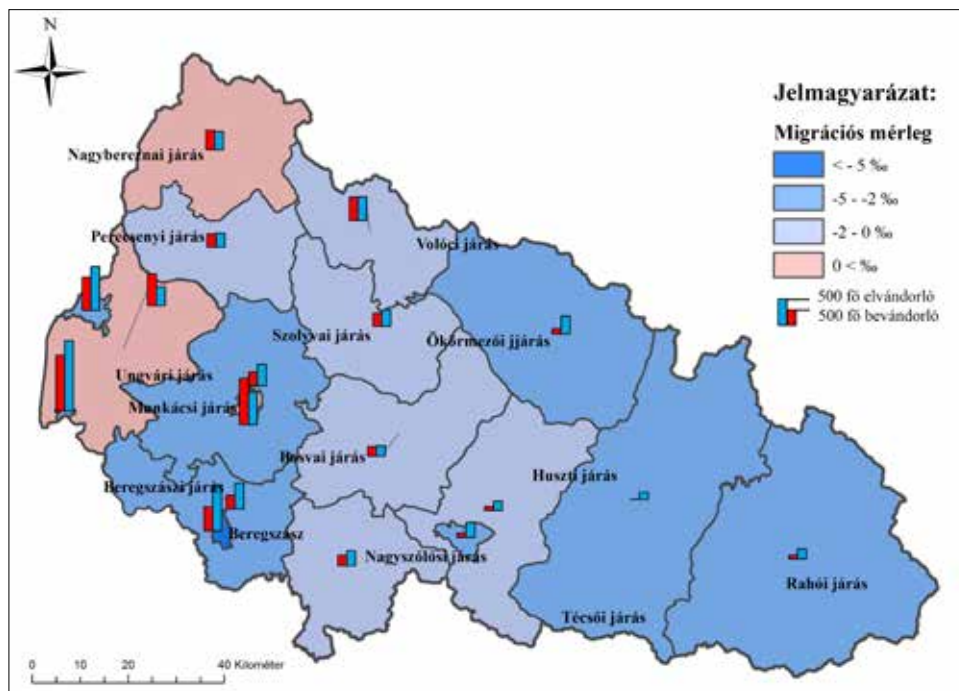 N
Jelmagyarázat:
Migrációs mérleg
< - 5 ‰
-5 - -2 ‰
-2 - 0 ‰
0 < ‰
500 fő elvándorló
500 fő bevándorló
Nagybereznai járás
Perecsenyi járás
Volóci járás
Szolyvai járás
Ökörmezői jjárás
Ungvári járás
Munkácsi járás
Ilosvai járás
Huszti járás
Beregszászi járás
Beregszász
Nagyszőlősi járás
Rahói járás
Técsői járás
0 10 20 40 Kilométer